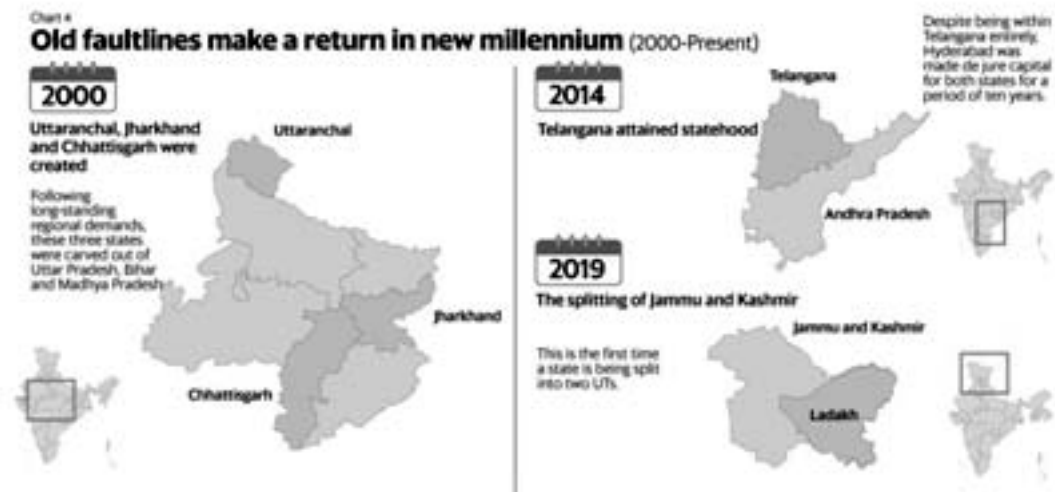 Chart 4
Old faultlines make a return in new millennium (2000-Present)
2000
Uttaranchal, Jharkhand
and Chhattisgarh were
created
Following
long-standing
regional demands,
these three states
were carved out of
Uttar Pradesh, Bihar
and Madhya Pradesh
Uttaranchal
Jharkhand
Chhattisgarh
2014
Telangana attained statehood
Telangana
Andhra Pradesh
Despite being within
Telangana entirely,
Hyderabad was
made de jure capital
for both states for a
period of ten years.
2019
The splitting of Jammu and Kashmir
This is the first time
a state is being split
into two UTs.
Jammu and Kashmir
Ladakh